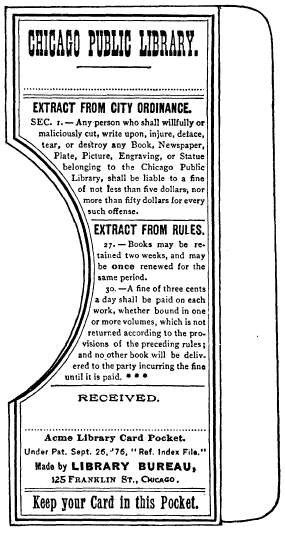 CHICAGO PUBLIC LIBRARY.
EXTRACT FROM CITY ORDINANCE.
SEC. 1.—Any person who shall willfully or
maliciously cut, write upon, injure, deface,
tear, or destroy any Book, Newspaper,
Plate, Picture, Engraving, or Statue
belonging to the Chicago Public
Library, shall be liable to a fine
of not less than five dollars, nor
more than fifty dollars for every
such offense.
EXTRACT FROM RULES.
27.—Books may be re-
tained two weeks, and may
be once renewed for the
same period.
30.—A fine of three cents
a day shall be paid on each
work, whether bound in one
or more volumes, which is not
returned according to the pro-
visions of the preceding rules;
and no other book will be deliv-
ered to the party incurring the fine
until it is paid. * * *
RECEIVED.
Acme Library Card Pocket.
Under Pat. Sept. 26, '76, "Ref. Index File."
Made by LIBRARY BUREAU,
125 FRANKLIN ST., CHICAGO.
Keep your Card in this Pocket.